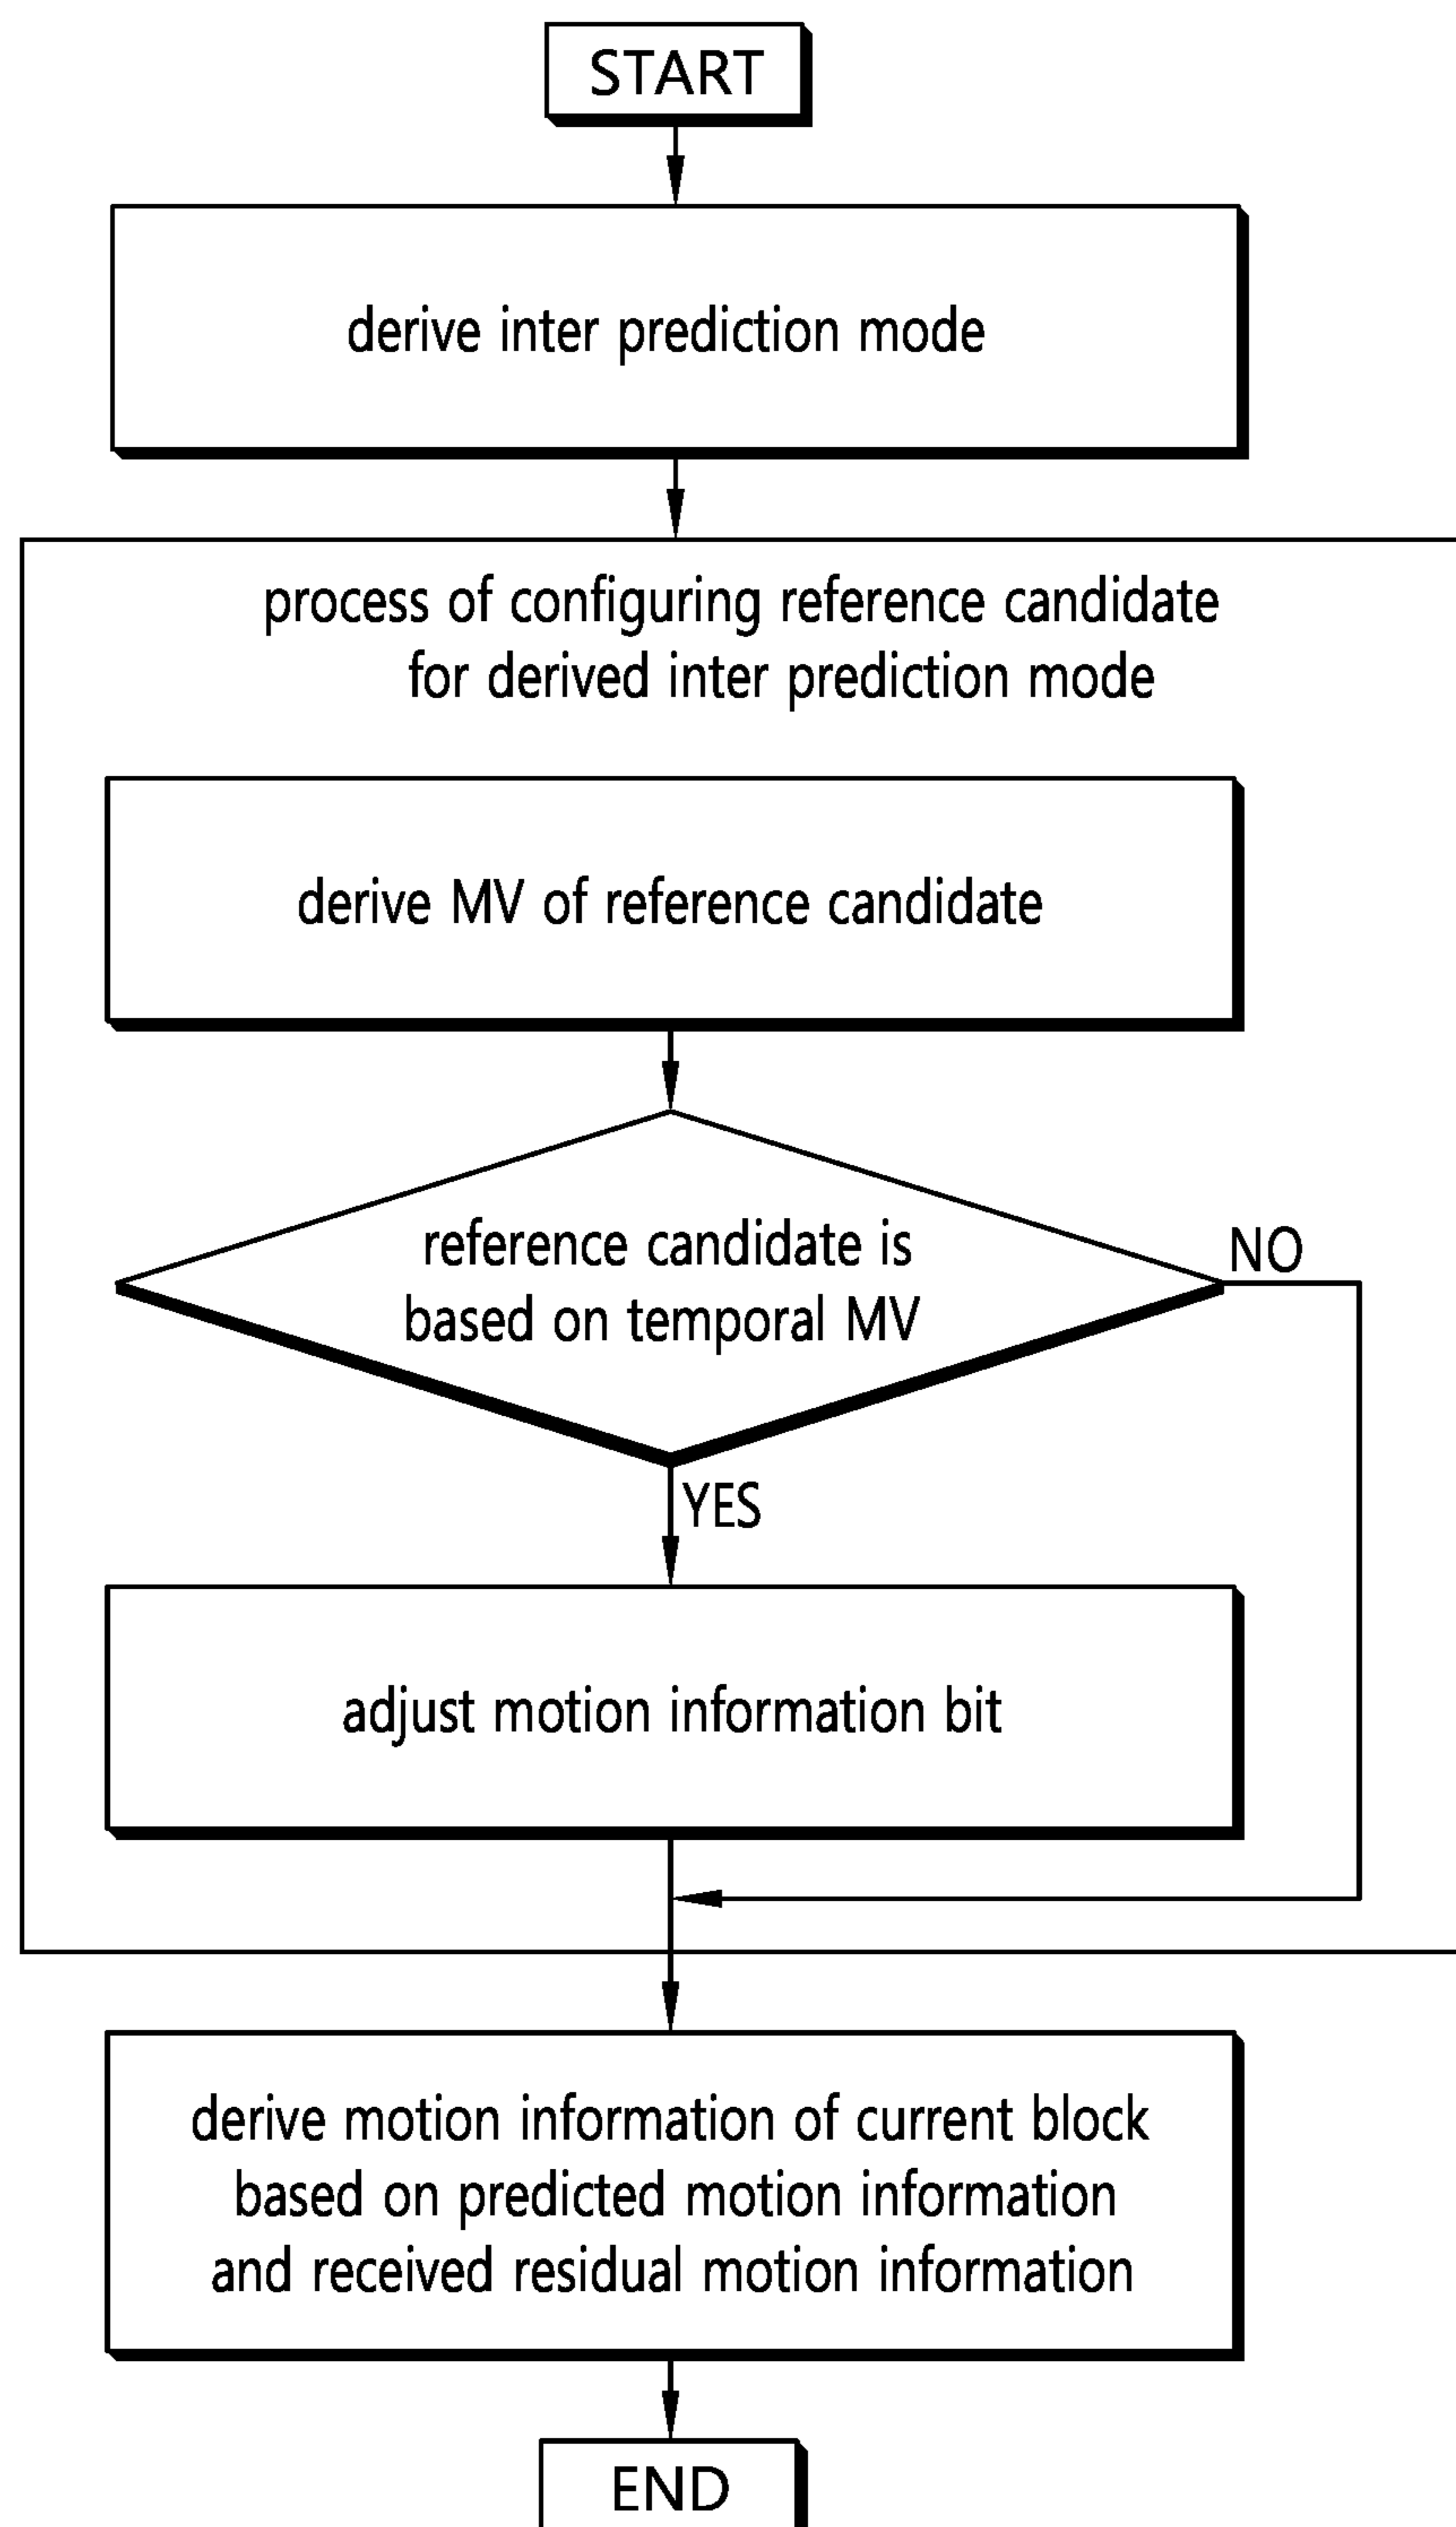 START
derive inter prediction mode
process of configuring reference candidate
for derived inter prediction mode
derive MV of reference candidate
reference candidate is
based on temporal MV
NO
YES
adjust motion information bit
derive motion information of current block
based on predicted motion information
and received residual motion information
END